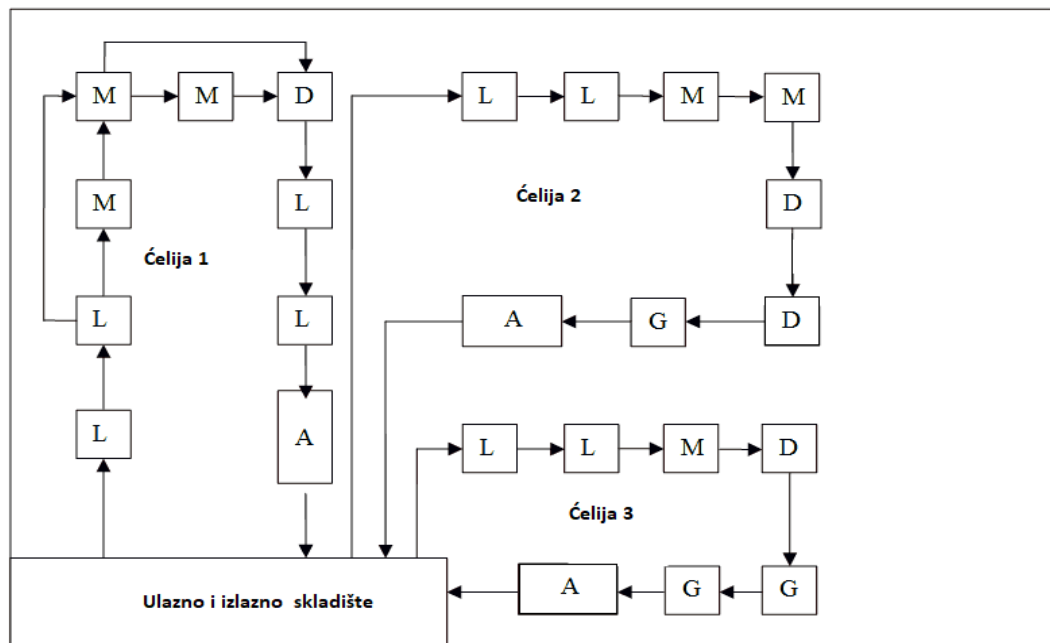 M M D L L M M
M L Ćelija 2 D
Ćelija 1
L L A G D
L A L L M D
Ćelija 3
Ulazno i izlazno skladište A G G